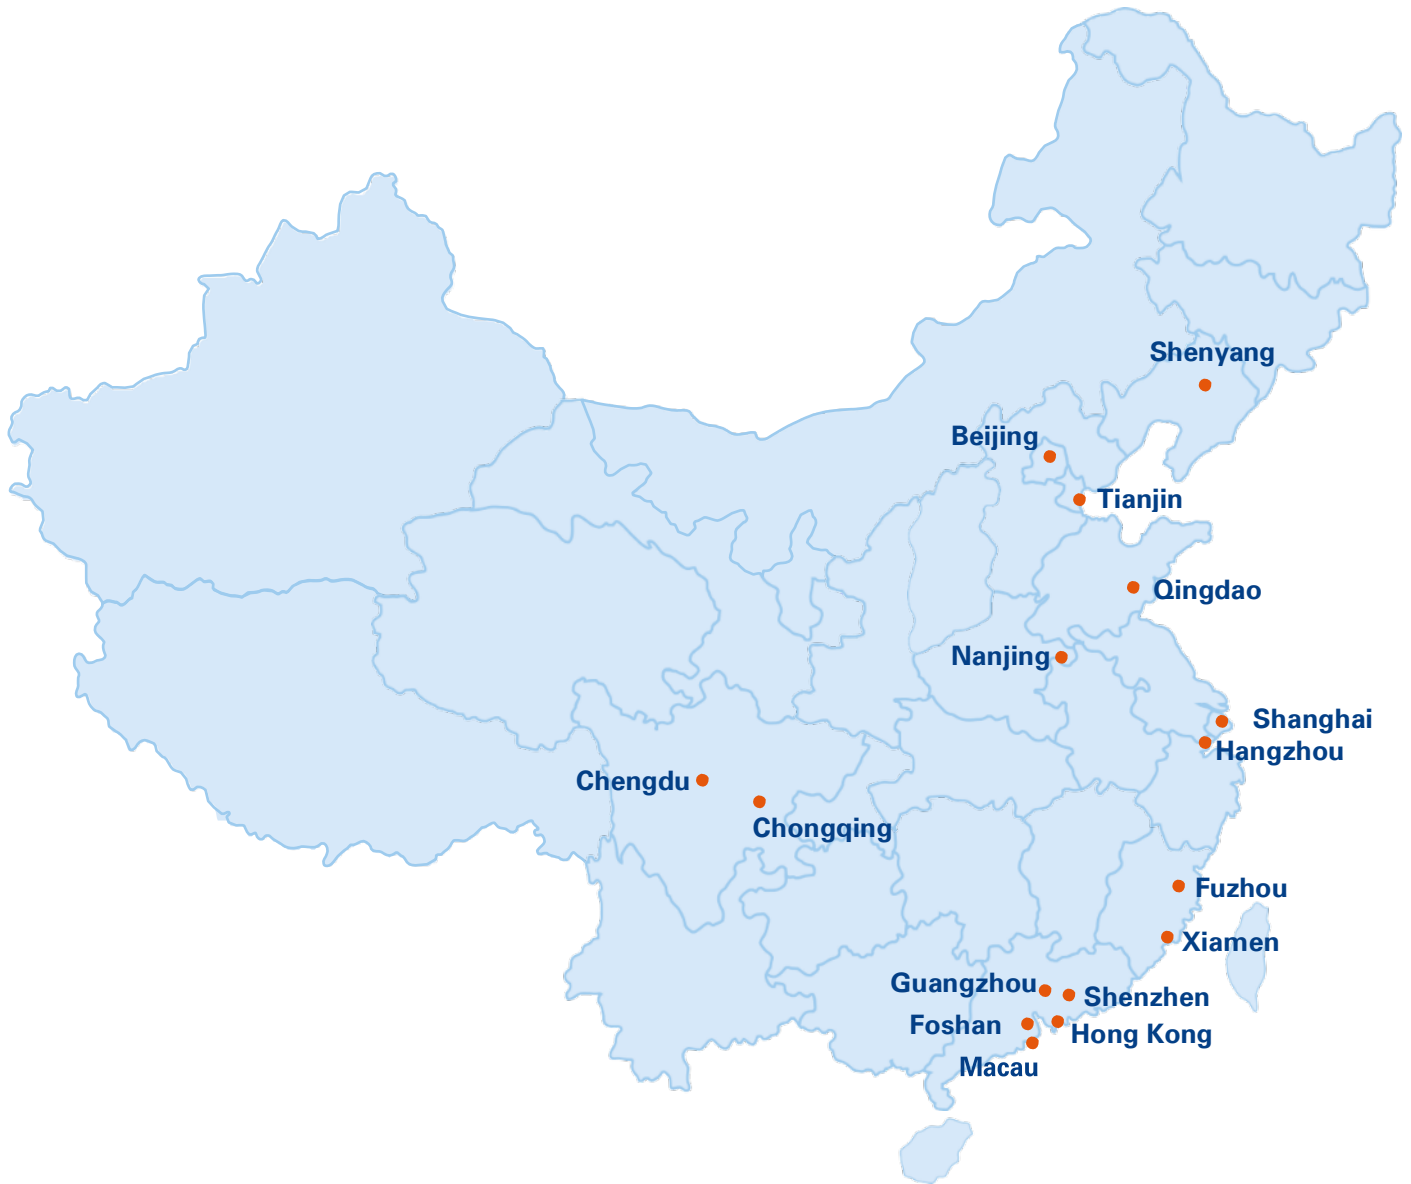 Shenyang
Beijing
Tianjin
Qingdao
Nanjing
Shanghai
Hangzhou
Chengdu
Chongqing
Fuzhou
Xiamen
Guangzhou
Shenzhen
Foshan
Hong Kong
Macau